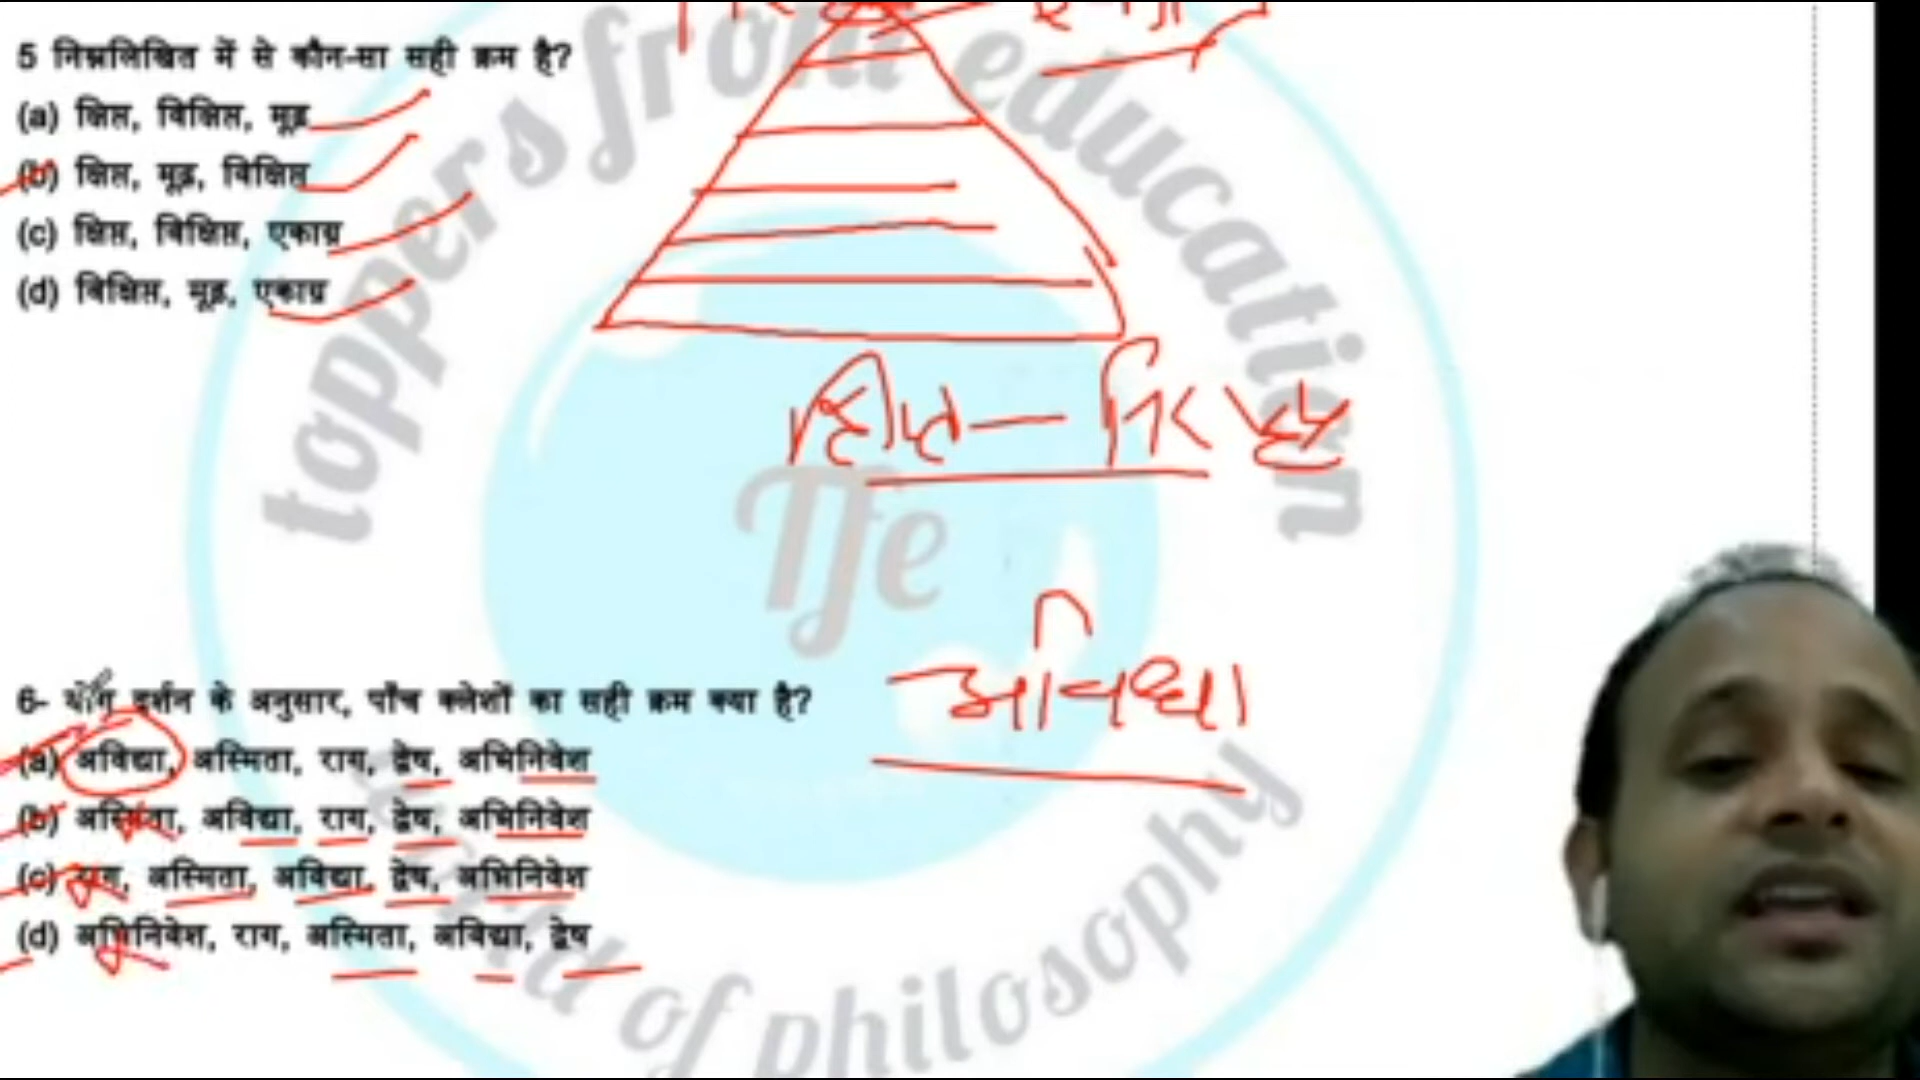 5 निम्नलिखित में से कौन-सा सही क्रम है?
(a) क्षिप्त, विक्षिप्त, मूढ़
(b) क्षिप्त, मूढ़, विक्षिप्त
(c) क्षिप्त, विक्षिप्त, एकाग्र
(d) विक्षिप्त, मूढ़, एकाग्र
6- योग दर्शन के अनुसार, पाँच क्लेशों का सही क्रम क्या है?
(a) अविद्या, अस्मिता, राग, द्वेष, अभिनिवेश
(b) अस्मिता, अविद्या, राग, द्वेष, अभिनिवेश
(c) राग, अस्मिता, अविद्या, द्वेष, अभिनिवेश
(d) अभिनिवेश, राग, अस्मिता, अविद्या, द्वेष
अविद्या
toppers from education
Tfe
of philosophy